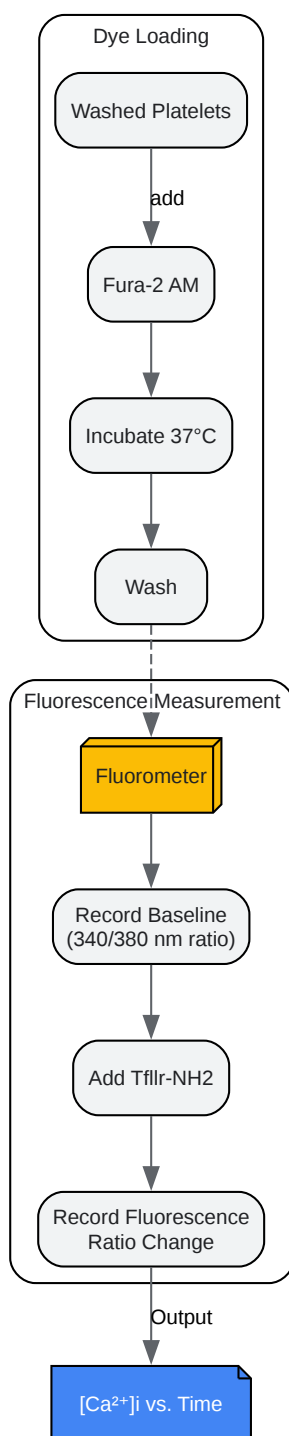 Dye Loading
Washed Platelets
add
Fura-2 AM
Incubate 37°C
Wash
Fluorescence Measurement
Fluorometer
Record Baseline
(340/380 nm ratio)
Add Tfllr-NH2
Record Fluorescence
Ratio Change
Output
[Ca²⁺]i vs. Time